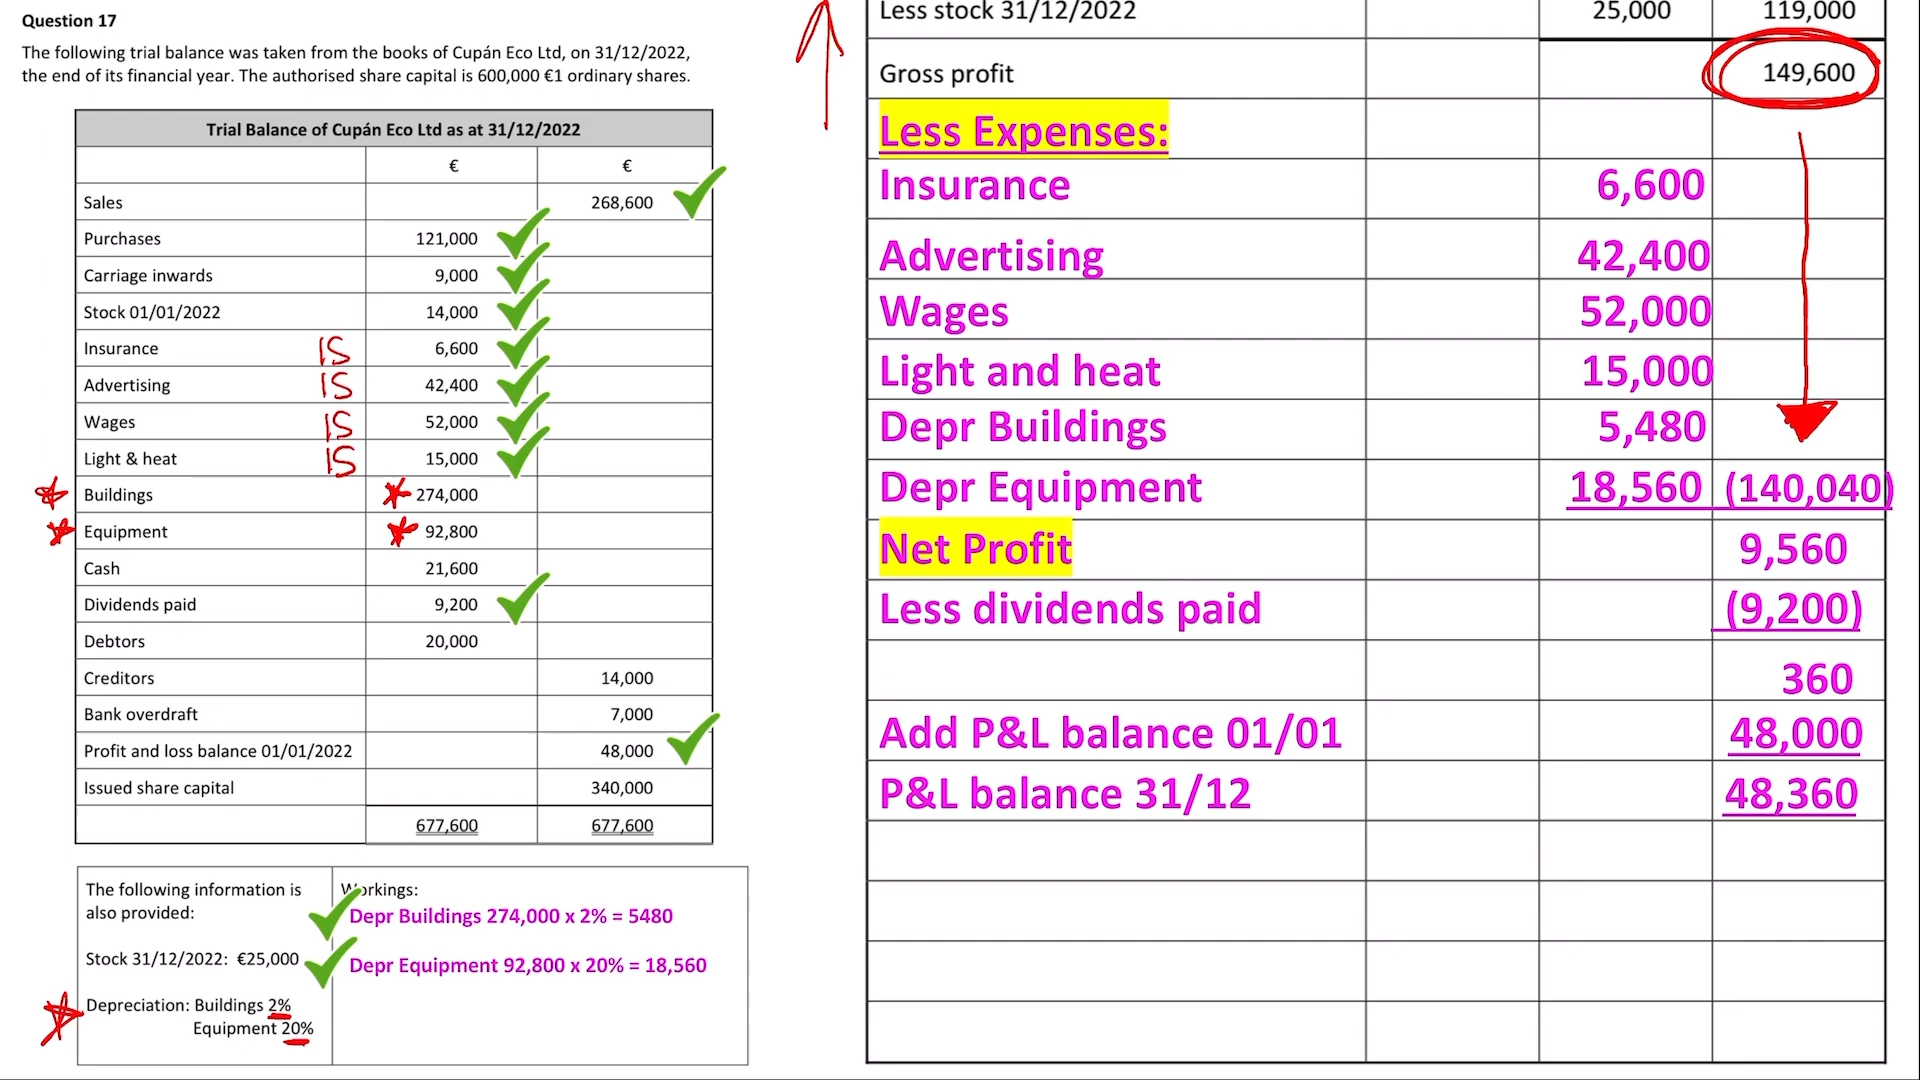 Question 17
The following trial balance was taken from the books of Cupán Eco Ltd, on 31/12/2022,
the end of its financial year. The authorised share capital is 600,000 €1 ordinary shares.
Trial Balance of Cupán Eco Ltd as at 31/12/2022
€ €
Sales 268,600
Purchases 121,000
Carriage inwards 9,000
Stock 01/01/2022 14,000
Insurance IS 6,600
Advertising IS 42,400
Wages IS 52,000
Light & heat IS 15,000
Buildings 274,000
Equipment 92,800
Cash 21,600
Dividends paid 9,200
Debtors 20,000
Creditors 14,000
Bank overdraft 7,000
Profit and loss balance 01/01/2022 48,000
Issued share capital 340,000
677,600 677,600
The following information is
also provided:
Stock 31/12/2022: €25,000
Depreciation: Buildings 2%
Equipment 20%
Workings:
Depr Buildings 274,000 x 2% = 5480
Depr Equipment 92,800 x 20% = 18,560
Less stock 31/12/2022 25,000 119,000
Gross profit 149,600
Less Expenses:
Insurance 6,600
Advertising 42,400
Wages 52,000
Light and heat 15,000
Depr Buildings 5,480
Depr Equipment 18,560 (140,040)
Net Profit 9,560
Less dividends paid (9,200)
360
Add P&L balance 01/01 48,000
P&L balance 31/12 48,360